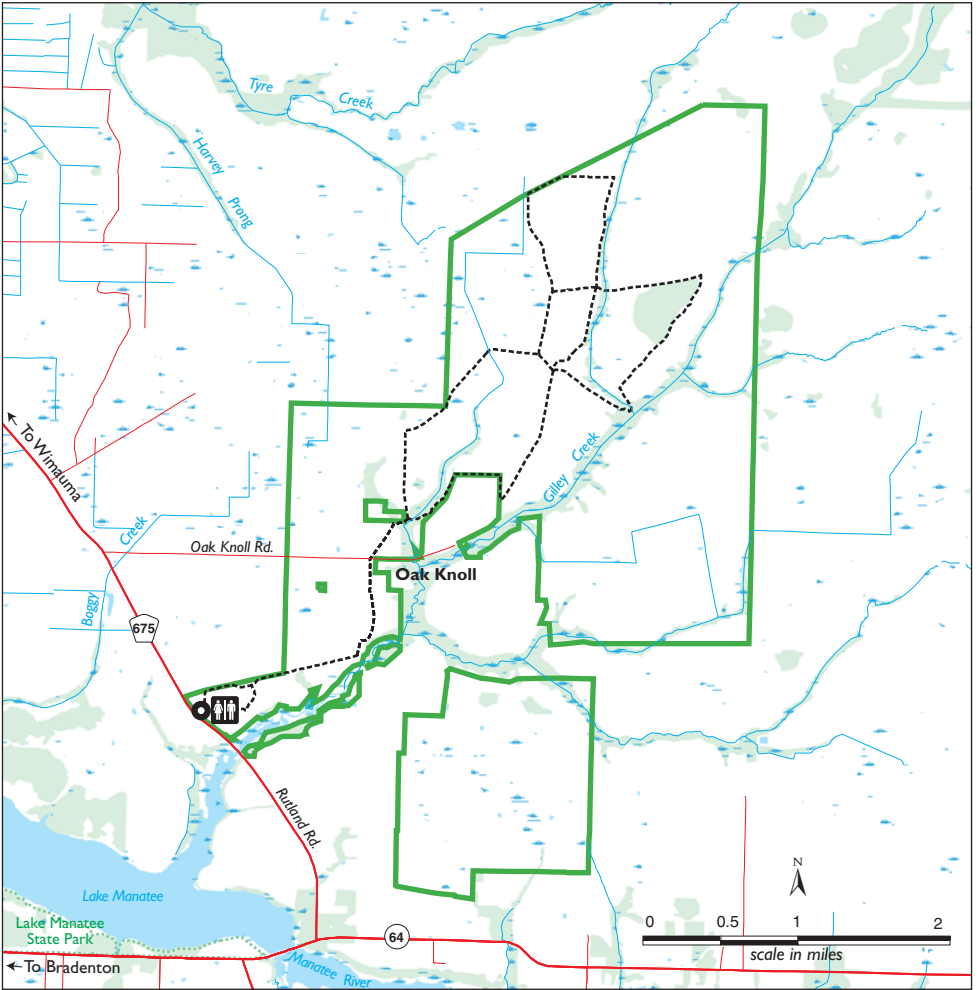 Tyre
Creek
Harvey
Prong
To Wimauma
Creek
Boggy
Oak Knoll Rd.
Oak Knoll
Gilley
Creek
675
Rutland Rd.
Lake Manatee
Lake Manatee
State Park
To Bradenton
64
Manatee
River
N
0 0.5 1 2
scale in miles